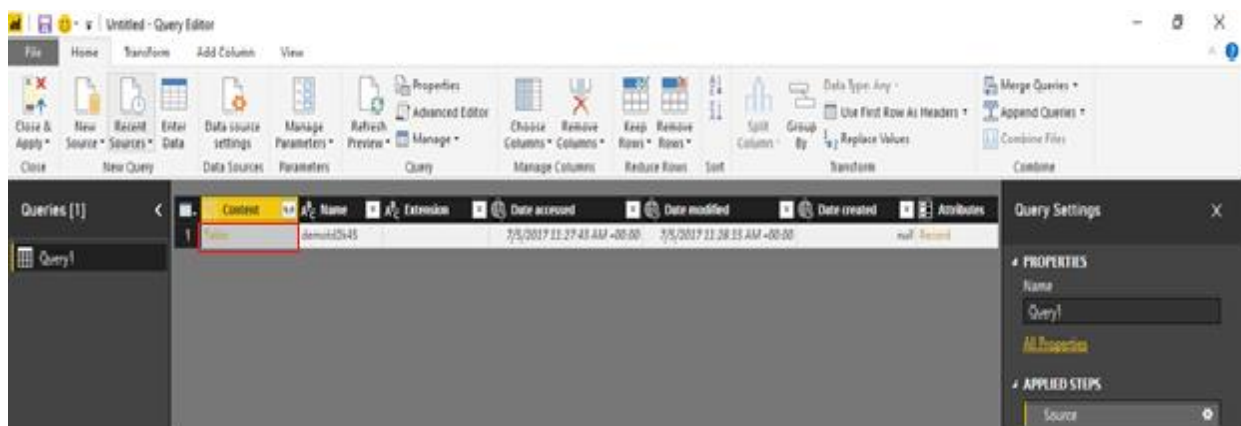 Untitled - Query Editor
File Home Transform Add Column View
Close & Apply
New Source
Recent Sources
Enter Data
Data source settings
Manage Parameters
Refresh Preview
Properties
Advanced Editor
Manage
Choose Columns
Remove Columns
Keep Rows
Remove Rows
Split Column
Group By
Data Type: Any
Use First Row As Headers
Replace Values
Merge Queries
Append Queries
Combine Files
Close New Query Data Sources Parameters Query Manage Columns Reduce Rows Sort Transform Combine
Queries [1]
Query1
Content Name Extension Date accessed Date modified Date created Attributes
1 7/5/2017 11:27:43 AM +00:00 7/5/2017 11:28:33 AM +00:00 null Record
Query Settings
PROPERTIES
Name
Query1
All Properties
APPLIED STEPS
Source